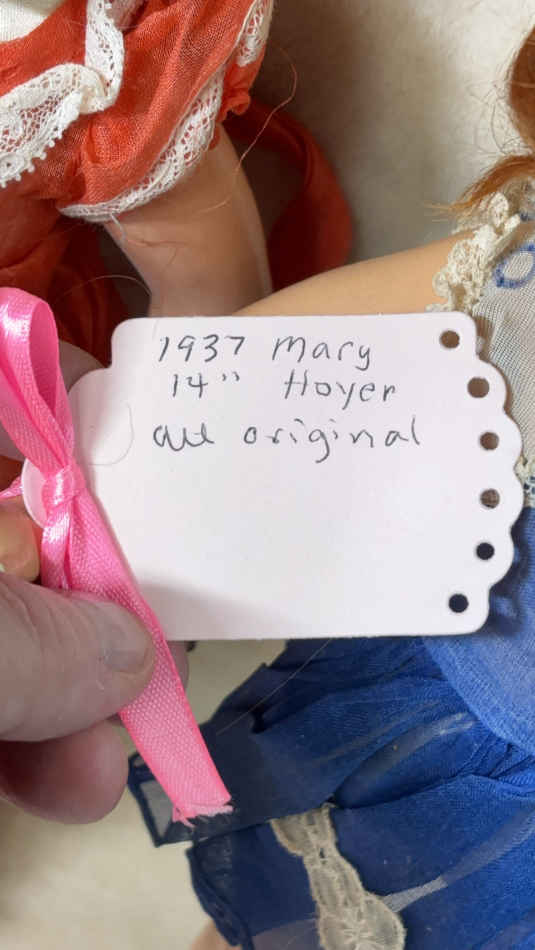 1937 Mary
14" Hoyer
all original